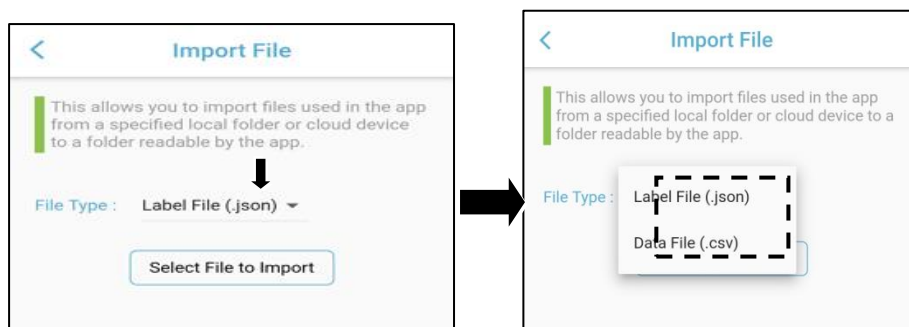 Import File
This allows you to import files used in the app
from a specified local folder or cloud device
to a folder readable by the app.
File Type : Label File (.json)
Select File to Import
Import File
This allows you to import files used in the app
from a specified local folder or cloud device to a
folder readable by the app.
File Type : Label File (.json)
Data File (.csv)